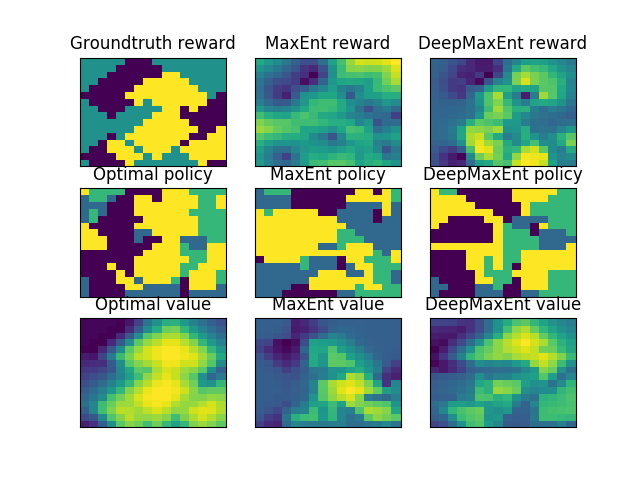 Groundtruth reward
MaxEnt reward
DeepMaxEnt reward
Optimal policy
MaxEnt policy
DeepMaxEnt policy
Optimal value
MaxEnt value
DeepMaxEnt value